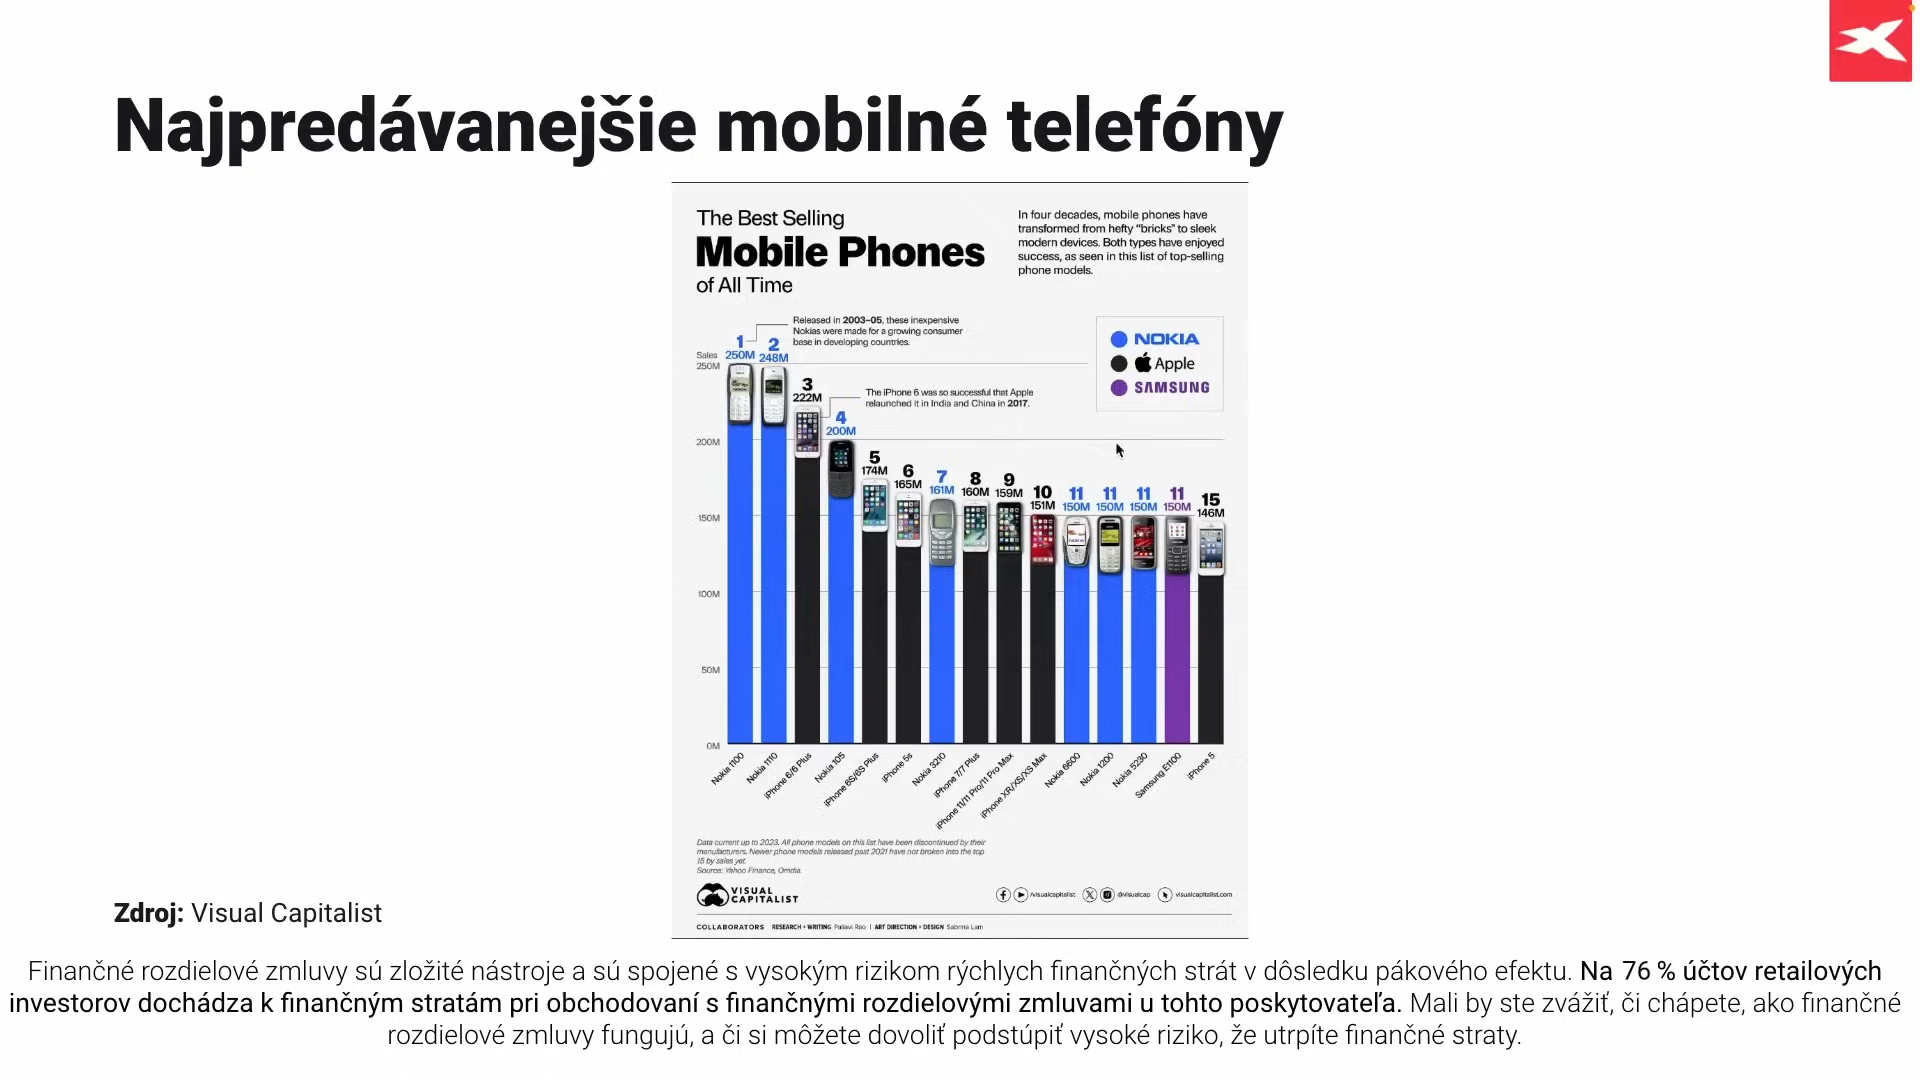 Najpredávanejšie mobilné telefóny
The Best Selling
Mobile Phones
of All Time
In four decades, mobile phones have
transformed from hefty “bricks” to sleek
modern devices. Both types have enjoyed
success, as seen in this list of top-selling
phone models.
Released in 2003–05, these inexpensive
Nokias were made for a growing consumer
base in developing countries.
NOKIA
Apple
SAMSUNG
The iPhone 6 was so successful that Apple
relaunched it in India and China in 2017.
Sales
250M
200M
150M
100M
50M
0M
1
250M
2
248M
3
222M
4
200M
5
174M
6
165M
7
161M
8
160M
9
159M
10
151M
11
150M
11
150M
11
150M
11
150M
15
146M
Nokia 1100
Nokia 1110
iPhone 6/6 Plus
Nokia 105
iPhone 6S/6S Plus
iPhone 5s
Nokia 3210
iPhone 7/7 Plus
iPhone 11/11 Pro/11 Pro Max
iPhone XR/XS/XS Max
Nokia 6600
Nokia 1200
Nokia 5230
Samsung E1100
iPhone 5
Data current up to 2023. All phone models on this list have been discontinued by their
manufacturers. Newer phone models released past 2021 have not broken into the top
15 by sales yet.
Source: Yahoo Finance, Omdia.
VISUAL
CAPITALIST
/visualcapitalist
@visualcap
visualcapitalist.com
COLLABORATORS RESEARCH + WRITING Pallavi Rao | ART DIRECTION + DESIGN Sabrina Lam
Zdroj: Visual Capitalist
Finančné rozdielové zmluvy sú zložité nástroje a sú spojené s vysokým rizikom rýchlych finančných strát v dôsledku pákového efektu. Na 76 % účtov retailových
investorov dochádza k finančným stratám pri obchodovaní s finančnými rozdielovými zmluvami u tohto poskytovateľa. Mali by ste zvážiť, či chápete, ako finančné
rozdielové zmluvy fungujú, a či si môžete dovoliť podstúpiť vysoké riziko, že utrpíte finančné straty.